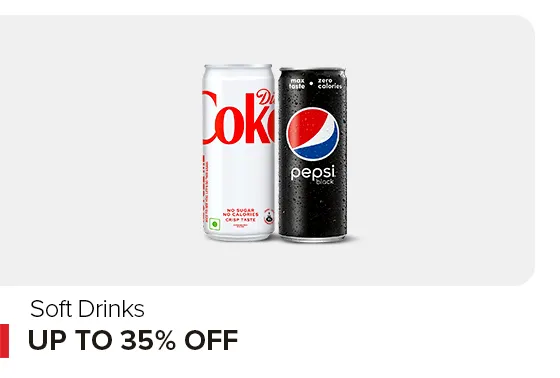 Diet
Coke
NO SUGAR
NO CALORIES
CRISP TASTE
max taste • zero calories
pepsi
black
Soft Drinks
UP TO 35% OFF